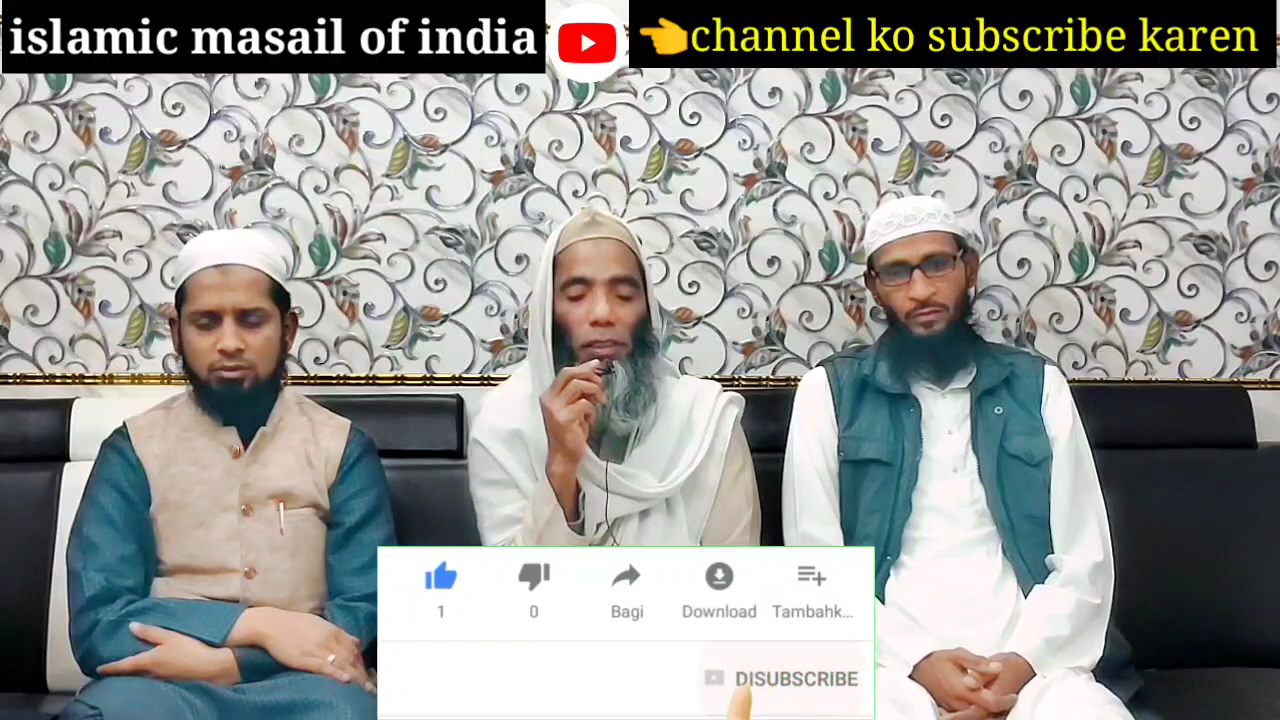 islamic masail of india
channel ko subscribe karen
1 0 Bagi Download Tambahk...
DISUBSCRIBE